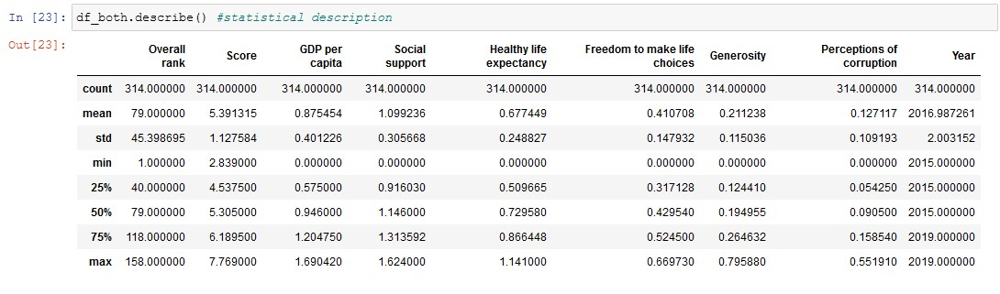 In [23]: df_both.describe() #statistical description
Out[23]:
Overall rank Score GDP per capita Social support Healthy life expectancy Freedom to make life choices Generosity Perceptions of corruption Year
count 314.000000 314.000000 314.000000 314.000000 314.000000 314.000000 314.000000 314.000000 314.000000
mean 79.000000 5.391315 0.875454 1.099236 0.677449 0.410708 0.211238 0.127117 2016.987261
std 45.398695 1.127584 0.401226 0.305668 0.248827 0.147932 0.115036 0.109193 2.003152
min 1.000000 2.839000 0.000000 0.000000 0.000000 0.000000 0.000000 0.000000 2015.000000
25% 40.000000 4.537500 0.575000 0.916030 0.509665 0.317128 0.124410 0.054250 2015.000000
50% 79.000000 5.305000 0.946000 1.146000 0.729580 0.429540 0.194955 0.090500 2015.000000
75% 118.000000 6.189500 1.204750 1.313592 0.866448 0.524500 0.264632 0.158540 2019.000000
max 158.000000 7.769000 1.690420 1.624000 1.141000 0.669730 0.795880 0.551910 2019.000000